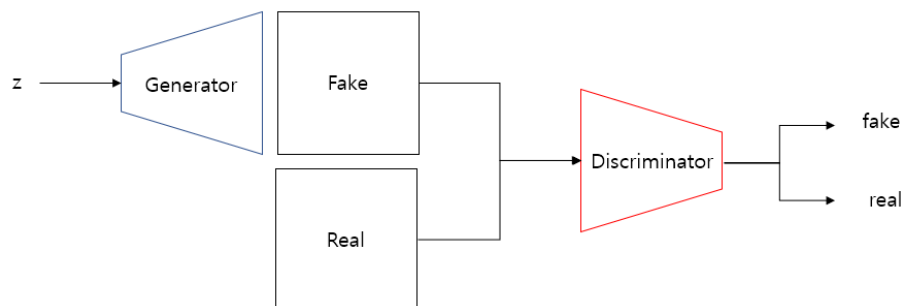 z
Generator
Fake
Real
Discriminator
fake
real